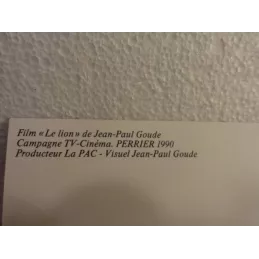 Film «Le lion» de Jean-Paul Goude
Campagne TV-Cinéma. PERRIER 1990
Producteur La PAC - Visuel Jean-Paul Goude